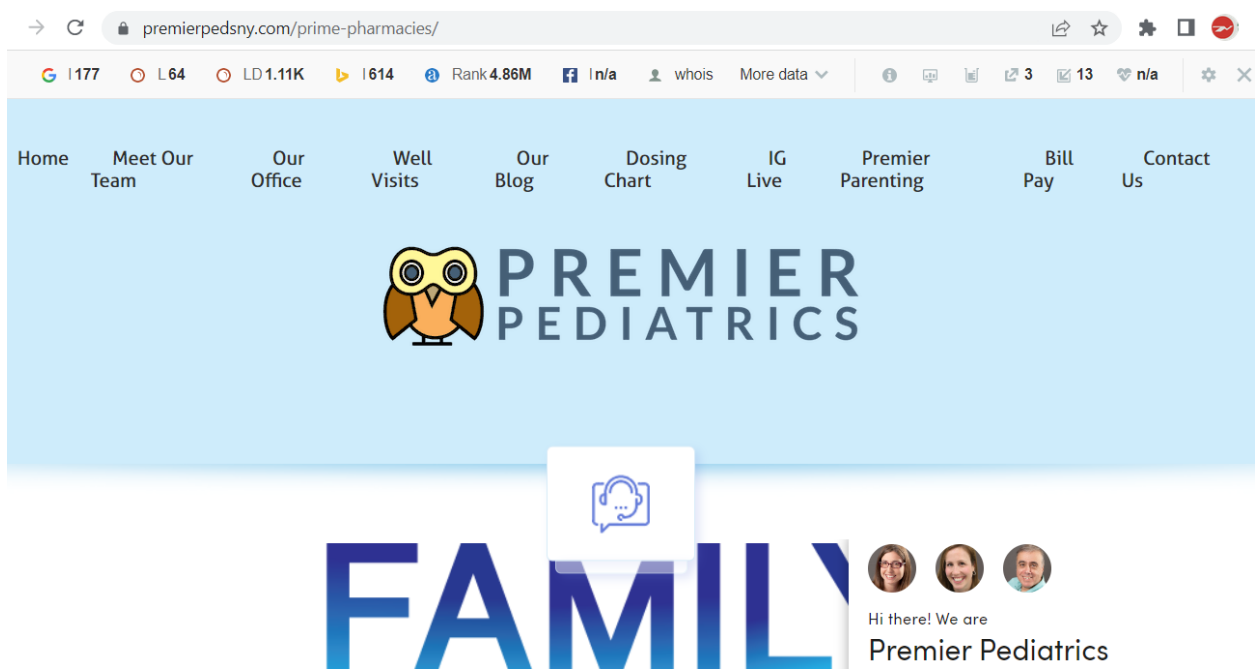 premierpedsny.com/prime-pharmacies/
I 177 L 64 LD 1.11K I 614 Rank 4.86M I n/a whois More data 3 13 n/a
Home Meet Our Team Our Office Well Visits Our Blog Dosing Chart IG Live Premier Parenting Bill Pay Contact Us
PREMIER
PEDIATRICS
FAMILY
Hi there! We are
Premier Pediatrics